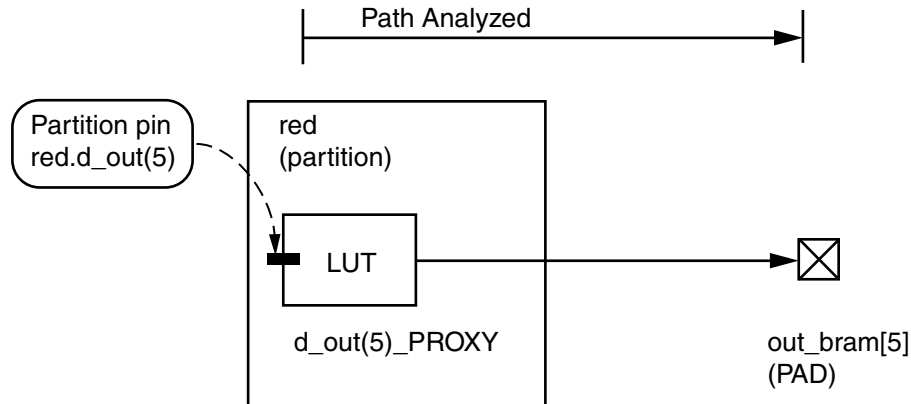 Path Analyzed
Partition pin
red.d_out(5)
red
(partition)
LUT
d_out(5)_PROXY
out_bram[5]
(PAD)